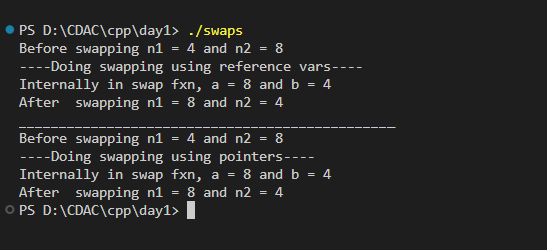 PS D:\CDAC\cpp\day1> ./swaps
Before swapping n1 = 4 and n2 = 8
----Doing swapping using reference vars----
Internally in swap fxn, a = 8 and b = 4
After  swapping n1 = 8 and n2 = 4
_______________________________________________
Before swapping n1 = 4 and n2 = 8
----Doing swapping using pointers----
Internally in swap fxn, a = 8 and b = 4
After  swapping n1 = 8 and n2 = 4
PS D:\CDAC\cpp\day1>